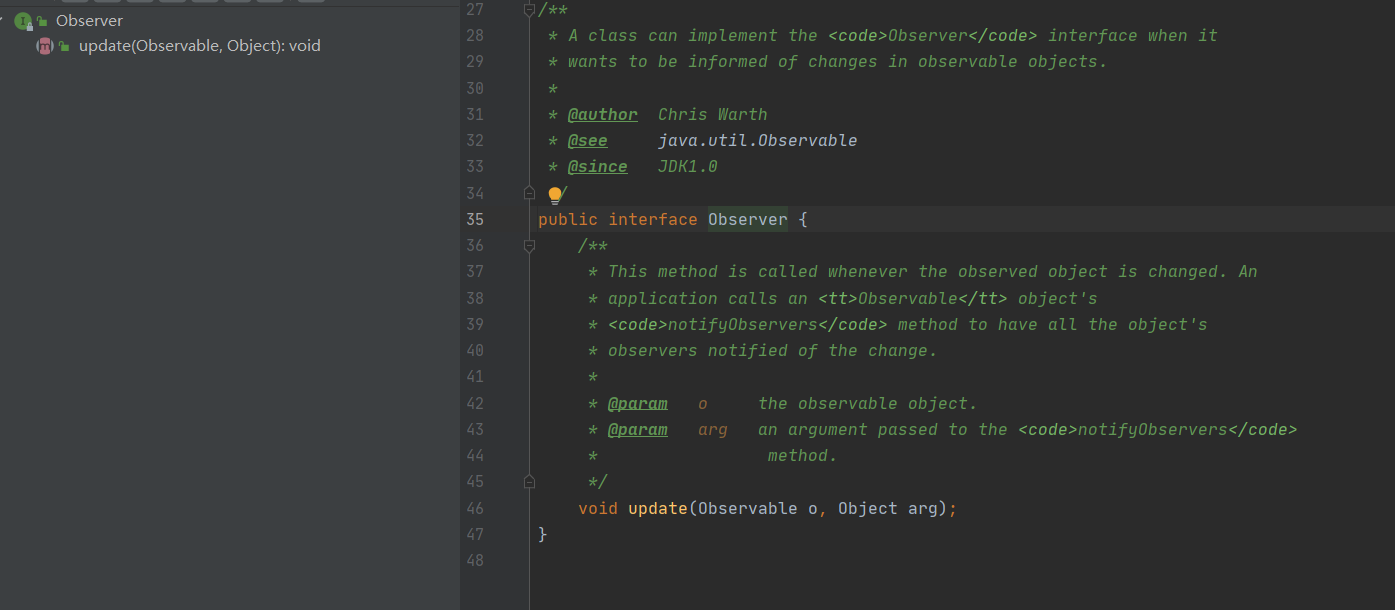 Observer
update(Observable, Object): void
27 /**
28 * A class can implement the <code>Observer</code> interface when it
29 * wants to be informed of changes in observable objects.
30 *
31 * @author Chris Warth
32 * @see java.util.Observable
33 * @since JDK1.0
34 /
35 public interface Observer {
36 /**
37 * This method is called whenever the observed object is changed. An
38 * application calls an <tt>Observable</tt> object's
39 * <code>notifyObservers</code> method to have all the object's
40 * observers notified of the change.
41 *
42 * @param o the observable object.
43 * @param arg an argument passed to the <code>notifyObservers</code>
44 * method.
45 */
46 void update(Observable o, Object arg);
47 }
48